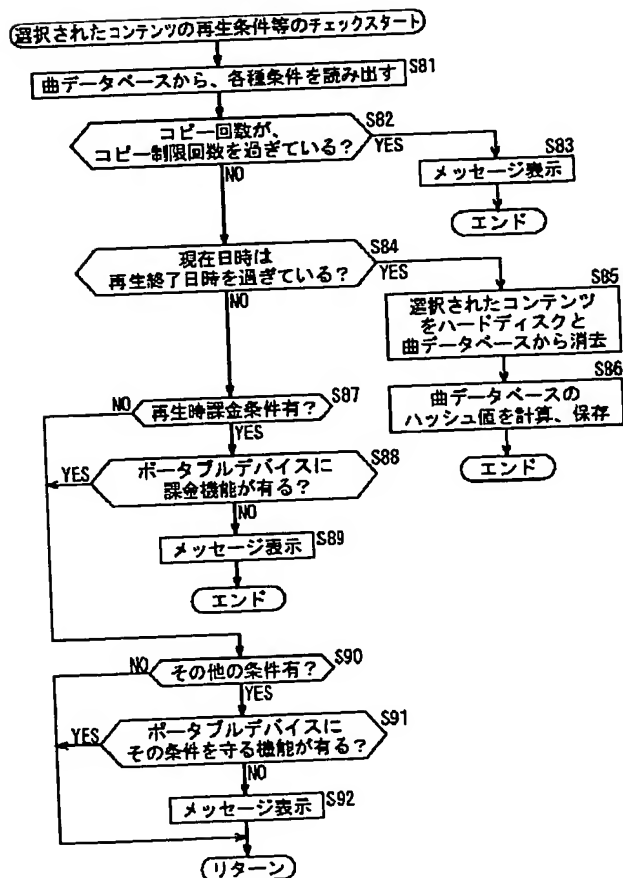 選択されたコンテンツの再生条件等のチェックスタート
曲データベースから、各種条件を読み出す
S81
コピー回数が、
コピー制限回数を過ぎている？
S82
YES
NO
メッセージ表示
S83
エンド
現在日時は
再生終了日時を過ぎている？
S84
YES
NO
選択されたコンテンツ
をハードディスクと
曲データベースから消去
S85
曲データベースの
ハッシュ値を計算、保存
S86
エンド
再生時課金条件有？
S87
NO
YES
ポータブルデバイスに
課金機能が有る？
S88
YES
NO
メッセージ表示
S89
エンド
その他の条件有？
S90
NO
YES
ポータブルデバイスに
その条件を守る機能が有る？
S91
YES
NO
メッセージ表示
S92
リターン